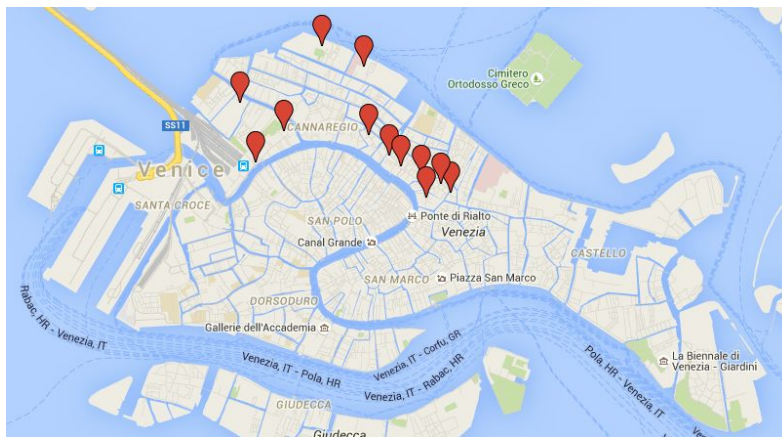 Cimitero
Ortodosso Greco
SS11
CANNAREGIO
Venice
SANTA CROCE
SAN POLO
Ponte di Rialto
Canal Grande
Venezia
CASTELLO
SAN MARCO
Piazza San Marco
DORSODURO
Rabac, HR - Venezia, IT
Gallerie dell'Accademia
Venezia, IT - Corfu, GR
Venezia, IT - Pola, HR
Venezia, IT - Rabac, HR
Pola, HR - Venezia, IT
La Biennale di
Venezia - Giardini
GIUDECCA
Giudecca